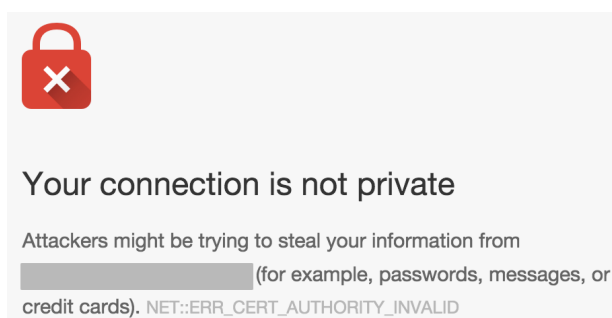 Your connection is not private
Attackers might be trying to steal your information from
(for example, passwords, messages, or
credit cards). NET::ERR_CERT_AUTHORITY_INVALID